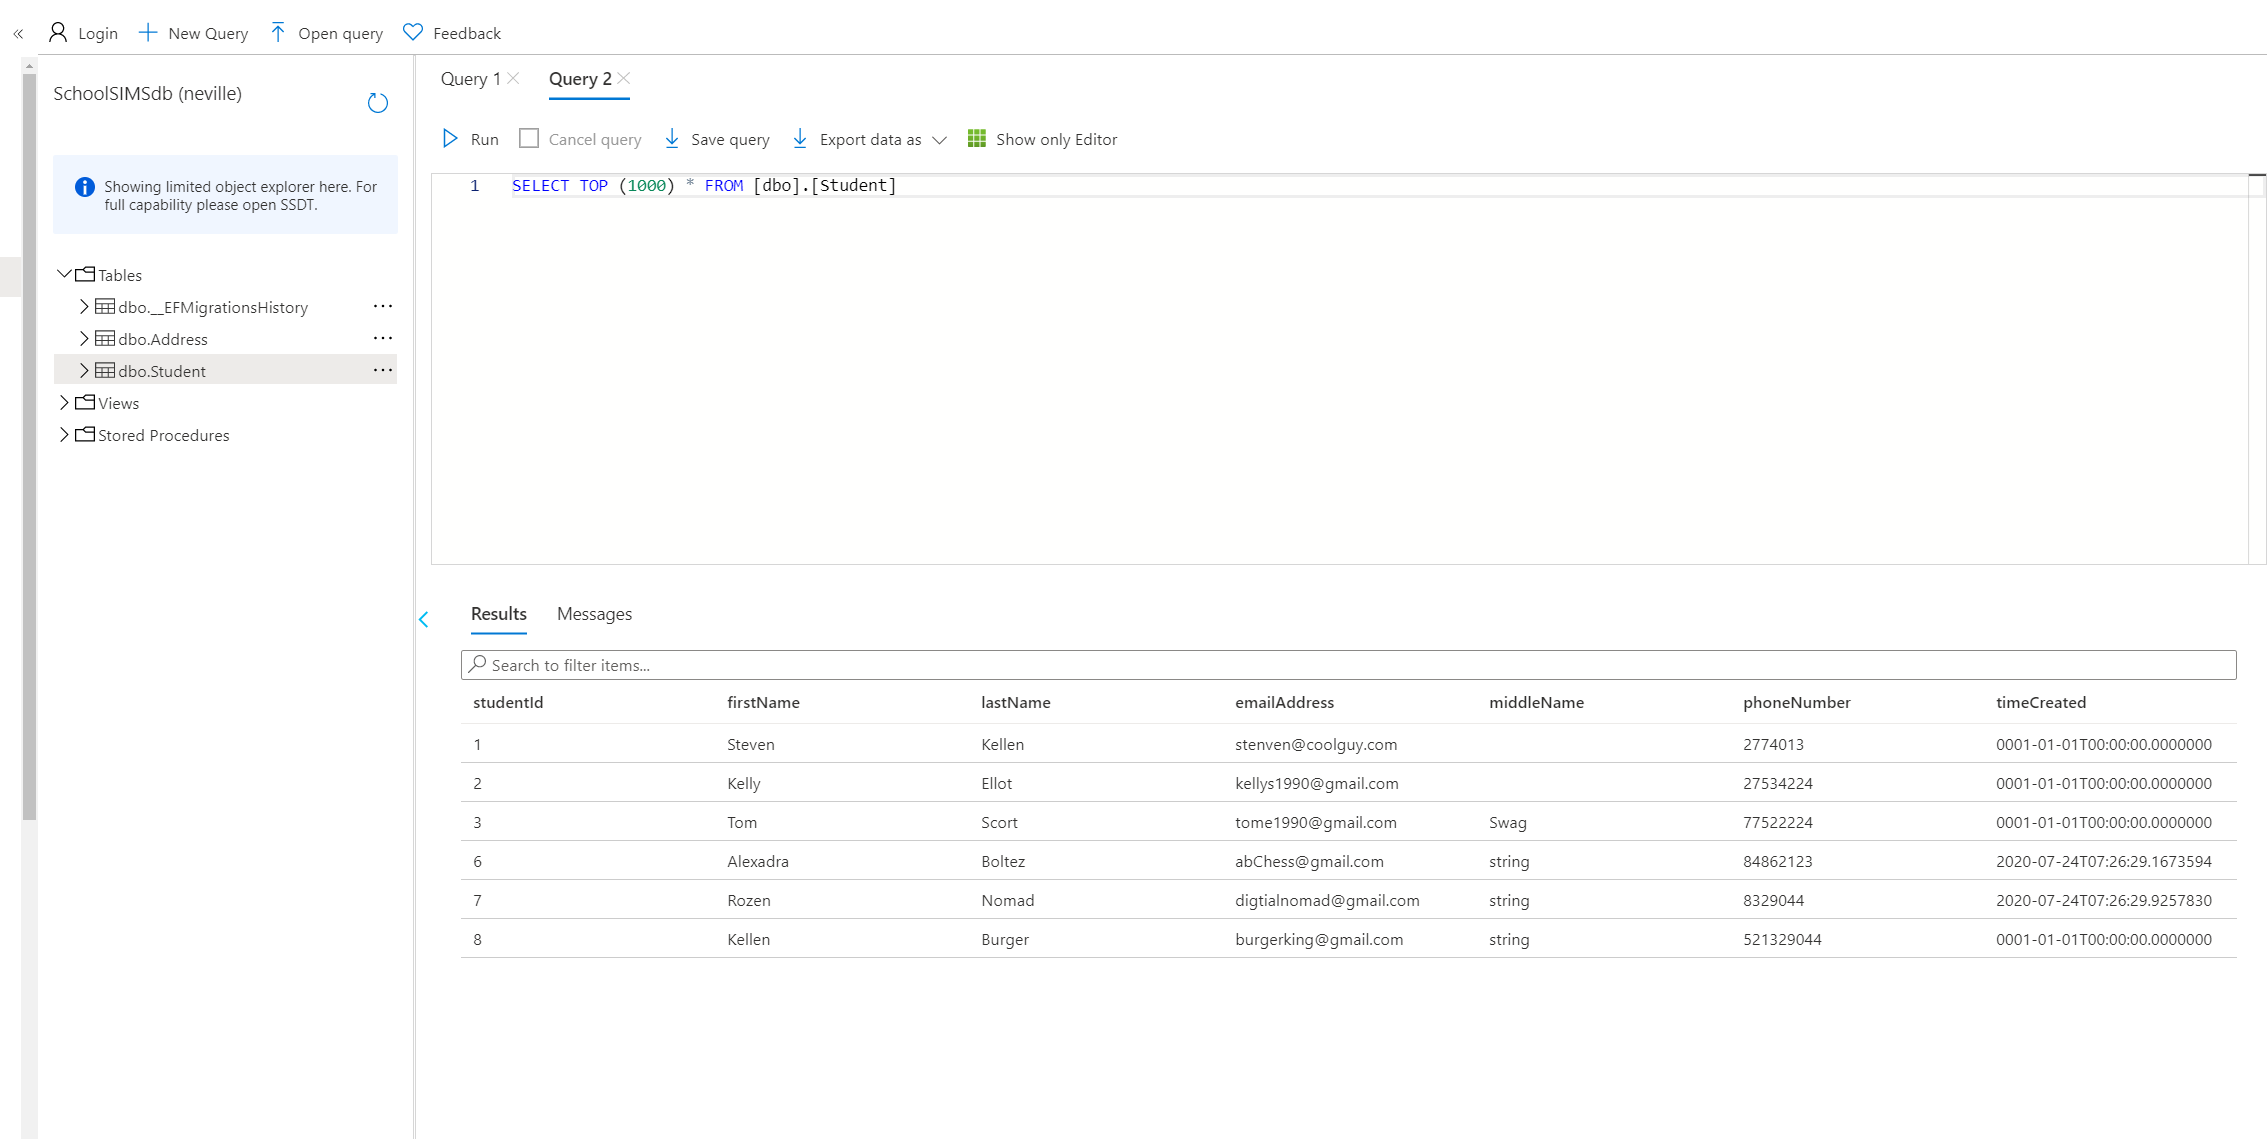 « Login New Query Open query Feedback
SchoolSIMSdb (neville)
Showing limited object explorer here. For
full capability please open SSDT.
Tables
dbo.__EFMigrationsHistory ...
dbo.Address ...
dbo.Student ...
Views
Stored Procedures
Query 1 Query 2
Run Cancel query Save query Export data as Show only Editor
1 SELECT TOP (1000) * FROM [dbo].[Student]
Results Messages
Search to filter items...
studentId firstName lastName emailAddress middleName phoneNumber timeCreated
1 Steven Kellen stenven@coolguy.com 2774013 0001-01-01T00:00:00.0000000
2 Kelly Ellot kellys1990@gmail.com 27534224 0001-01-01T00:00:00.0000000
3 Tom Scort tome1990@gmail.com Swag 77522224 0001-01-01T00:00:00.0000000
6 Alexadra Boltez abChess@gmail.com string 84862123 2020-07-24T07:26:29.1673594
7 Rozen Nomad digtialnomad@gmail.com string 8329044 2020-07-24T07:26:29.9257830
8 Kellen Burger burgerking@gmail.com string 521329044 0001-01-01T00:00:00.0000000